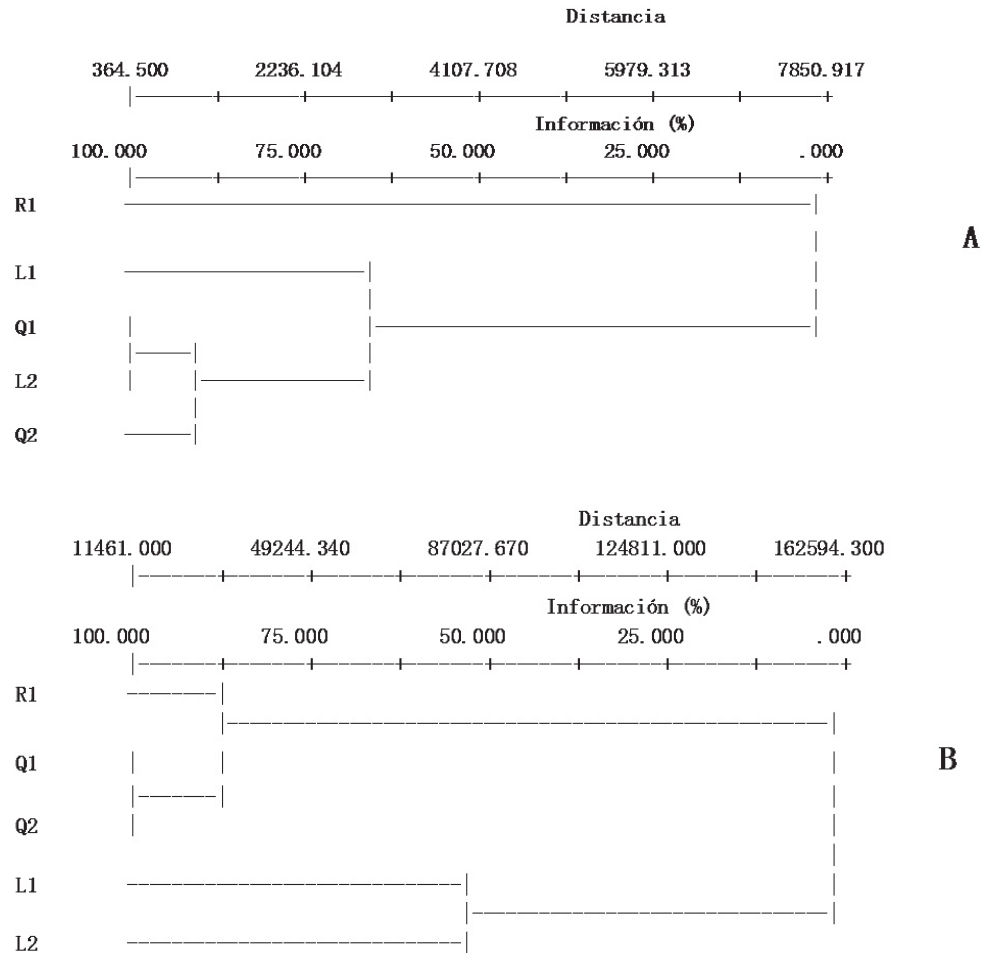 Distancia
364.500 2236.104 4107.708 5979.313 7850.917
Información (%)
100.000 75.000 50.000 25.000 .000
R1
A
L1
Q1
L2
Q2
Distancia
11461.000 49244.340 87027.670 124811.000 162594.300
Información (%)
100.000 75.000 50.000 25.000 .000
R1
Q1
B
Q2
L1
L2